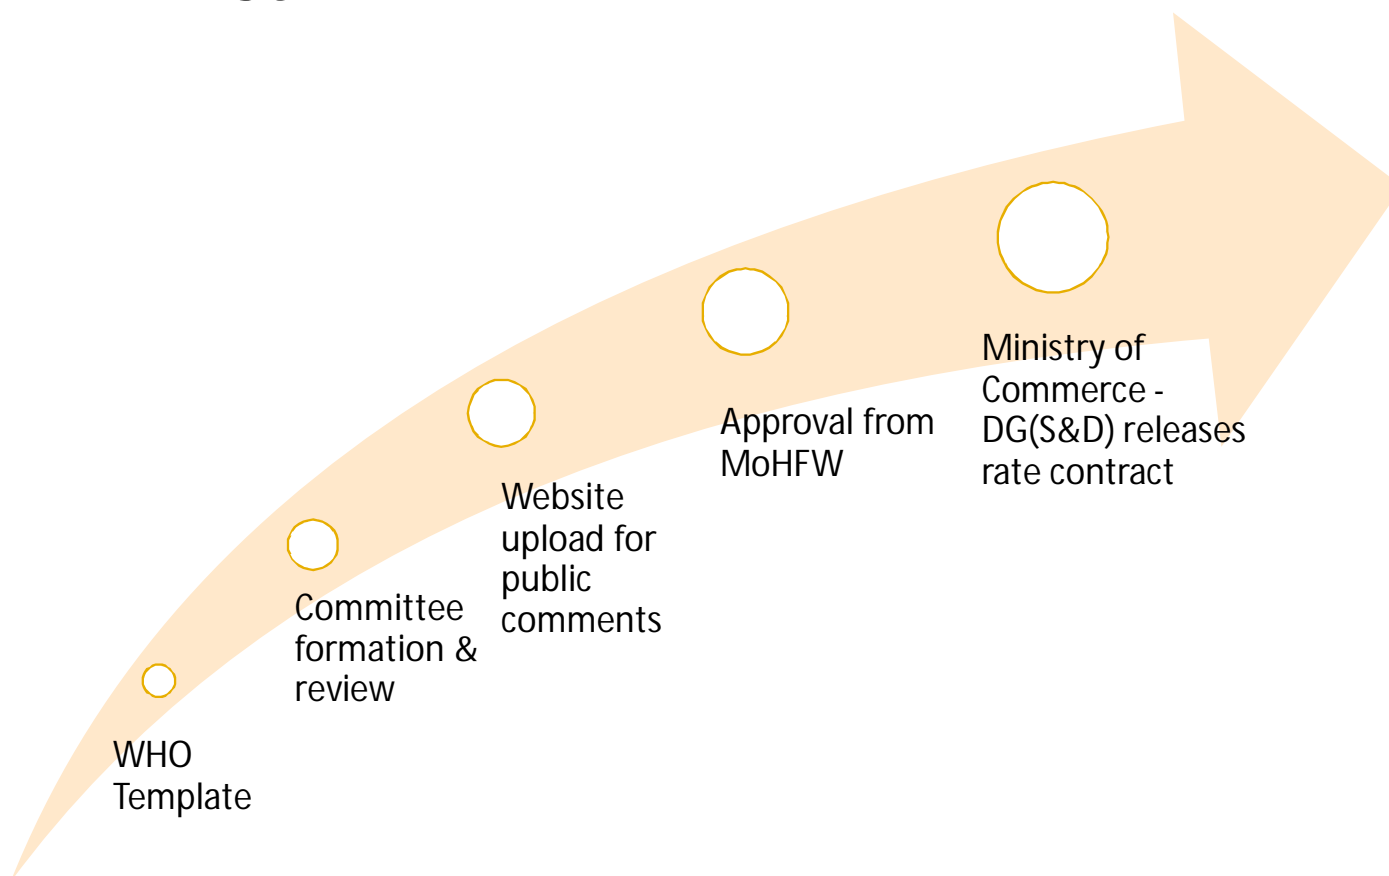 WHO
Template
Committee
formation &
review
Website
upload for
public
comments
Approval from
MoHFW
Ministry of
Commerce -
DG(S&D) releases
rate contract